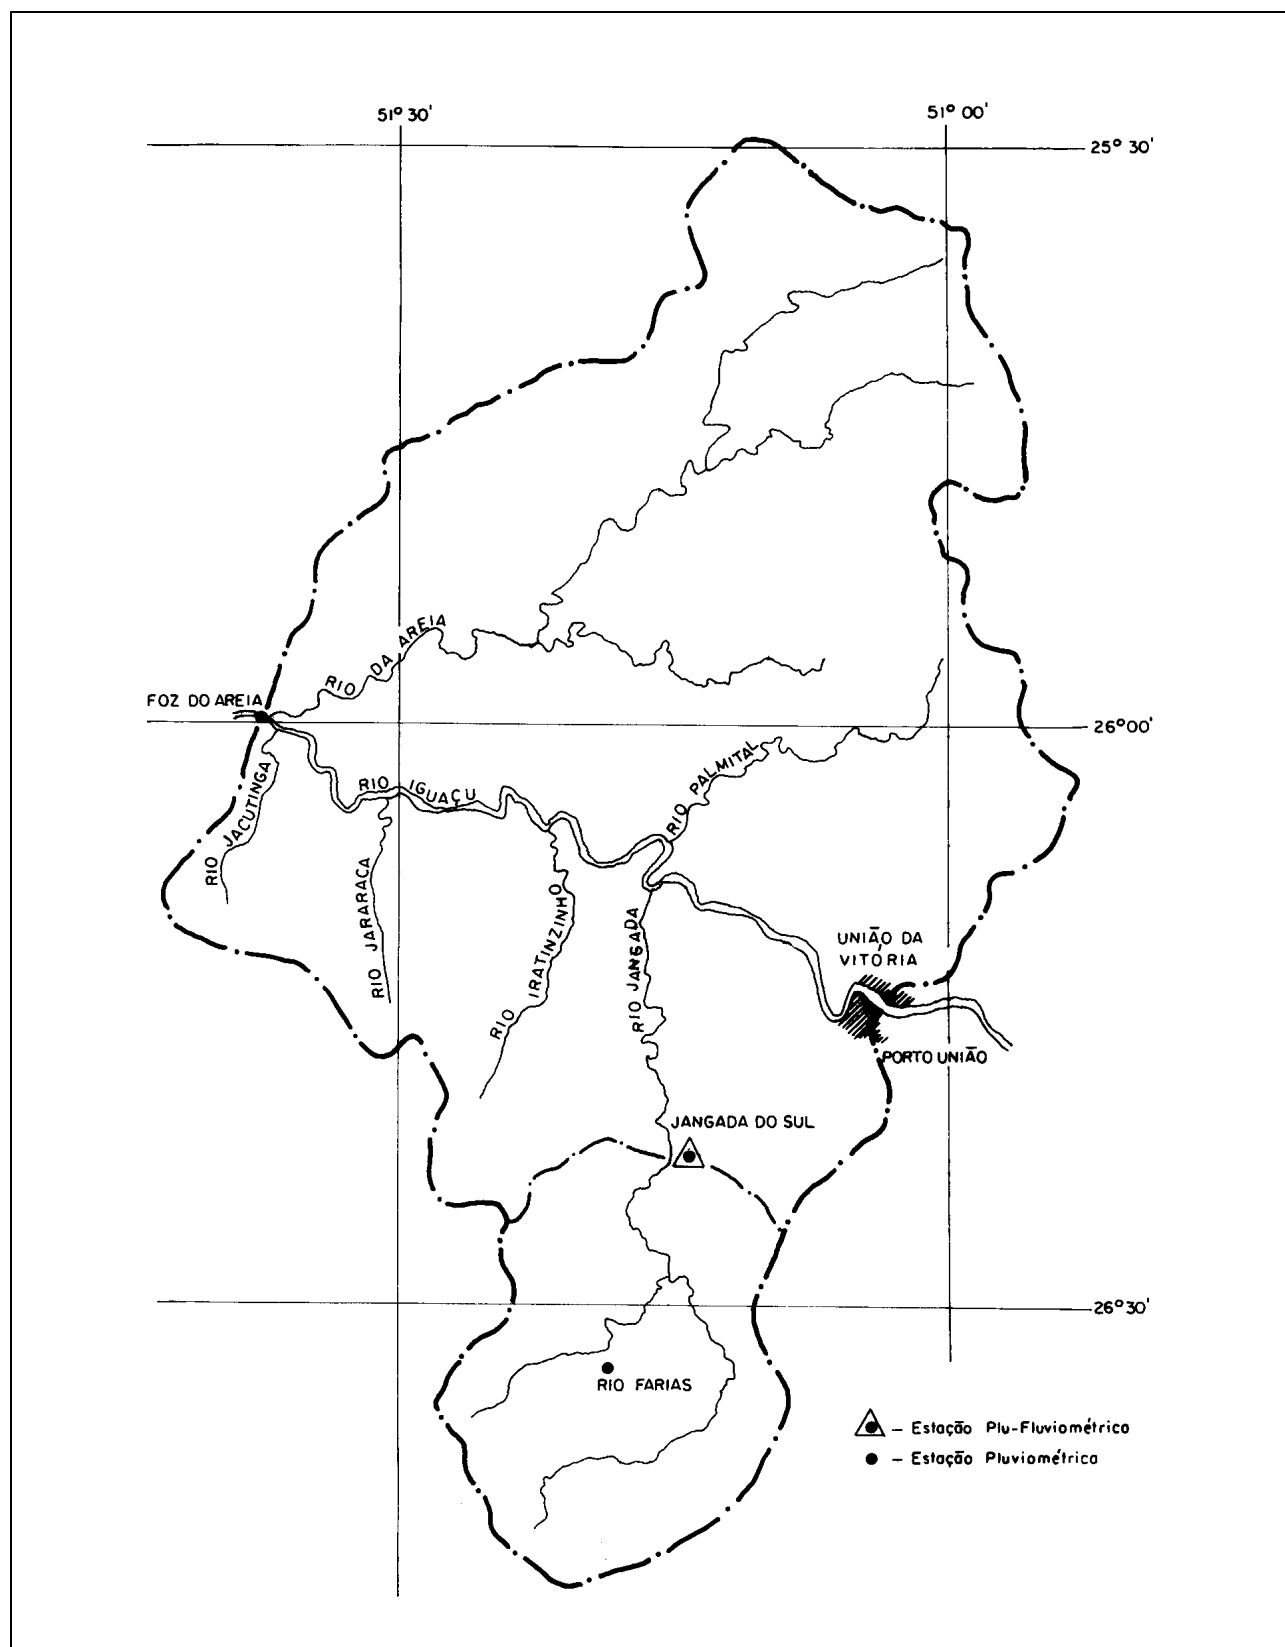 51° 30'
51° 00'
25° 30'
RIO DA AREIA
FOZ DO AREIA
26° 00'
RIO PALMITAL
RIO IGUAÇU
RIO JACUTINGA
RIO JARARACA
RIO IRATINZINHO
RIO JANGADA
UNIÃO DA
VITÓRIA
PORTO UNIÃO
JANGADA DO SUL
26° 30'
RIO FARIAS
– Estação Plu-Fluviométrica
– Estação Pluviométrica